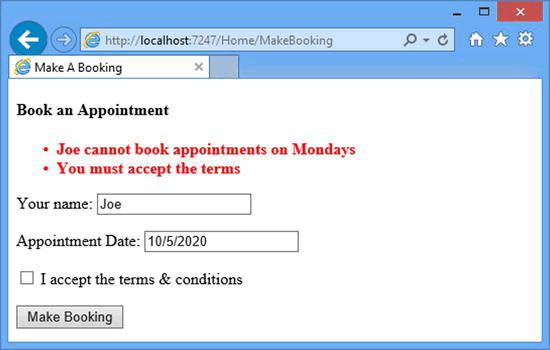 http://localhost:7247/Home/MakeBooking
Make A Booking
Book an Appointment
• Joe cannot book appointments on Mondays
• You must accept the terms
Your name: Joe
Appointment Date: 10/5/2020
I accept the terms & conditions
Make Booking